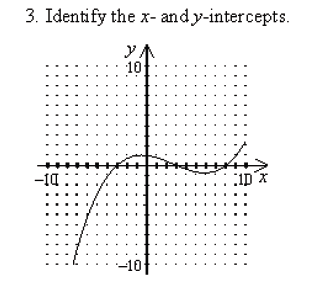 3. Identify the x- and y-intercepts.
y
10
-10
10 x
-10